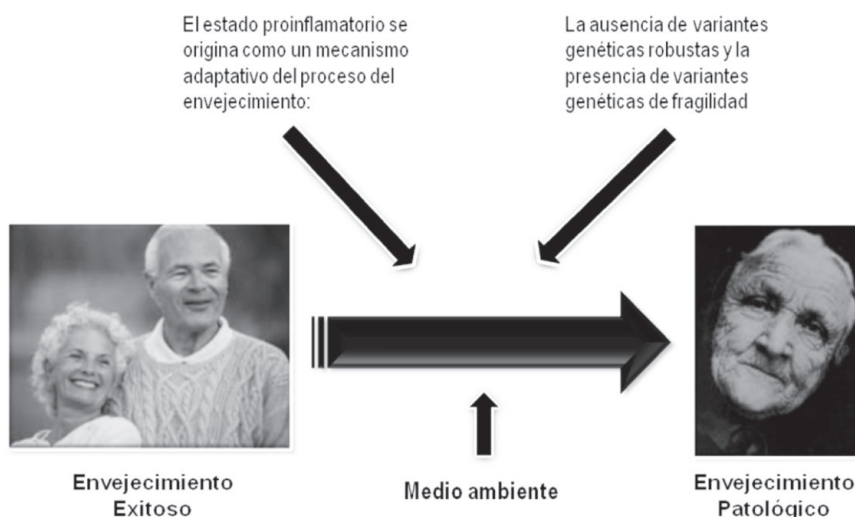 El estado proinflamatorio se
origina como un mecanismo
adaptativo del proceso del
envejecimiento:
La ausencia de variantes
genéticas robustas y la
presencia de variantes
genéticas de fragilidad
Envejecimiento
Exitoso
Medio ambiente
Envejecimiento
Patológico